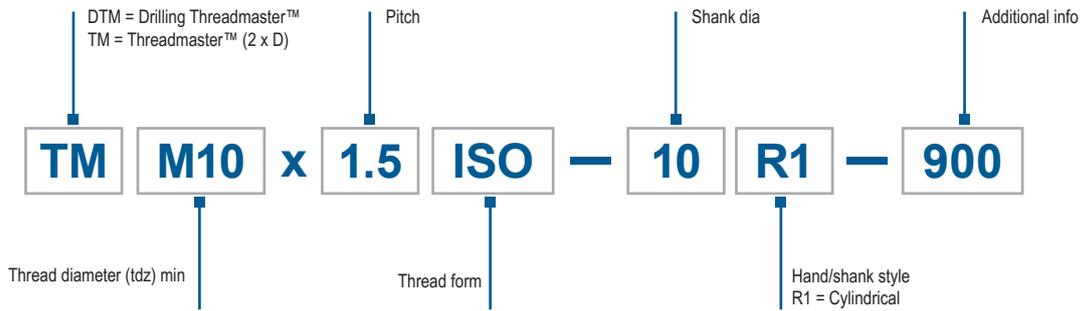 DTM = Drilling Threadmaster™
TM = Threadmaster™ (2 x D)
Pitch
Shank dia
Additional info
TM M10 x 1.5 ISO — 10 R1 — 900
Thread diameter (tdz) min
Thread form
Hand/shank style
R1 = Cylindrical